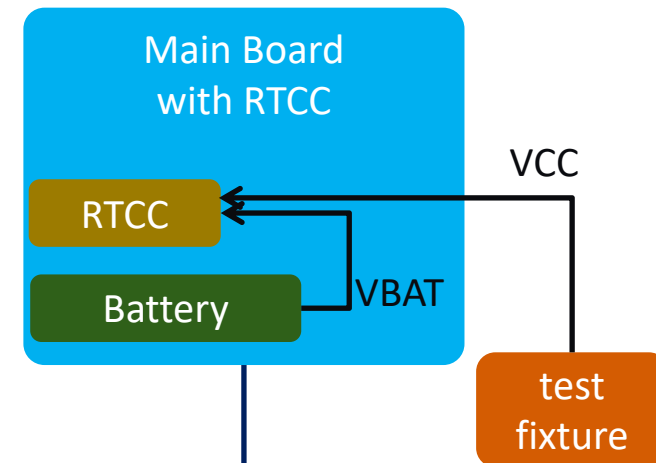 Main Board
with RTCC
VCC
RTCC
VBAT
Battery
test
fixture